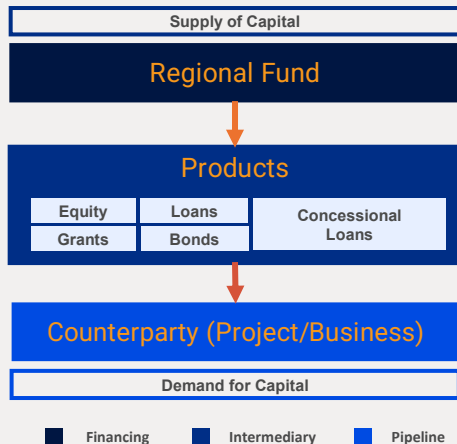 Supply of Capital
Regional Fund
Products
Equity
Loans
Concessional
Loans
Grants
Bonds
Counterparty (Project/Business)
Demand for Capital
Financing
Intermediary
Pipeline